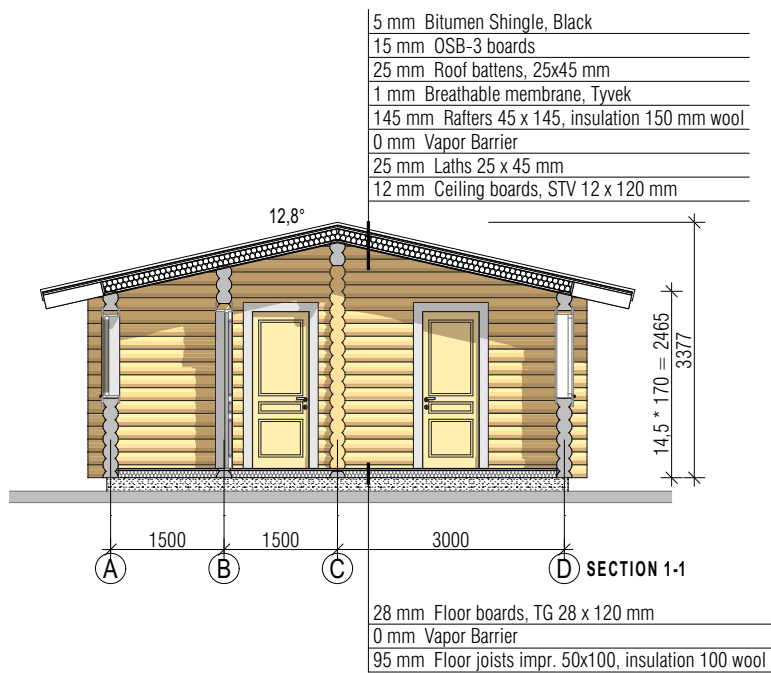 5 mm Bitumen Shingle, Black
15 mm OSB-3 boards
25 mm Roof battens, 25x45 mm
1 mm Breathable membrane, Tyvek
145 mm Rafters 45 x 145, insulation 150 mm wool
0 mm Vapor Barrier
25 mm Laths 25 x 45 mm
12 mm Ceiling boards, STV 12 x 120 mm
12,8°
14,5 * 170 = 2465
3377
1500
1500
3000
A
B
C
D
SECTION 1-1
28 mm Floor boards, TG 28 x 120 mm
0 mm Vapor Barrier
95 mm Floor joists impr. 50x100, insulation 100 wool